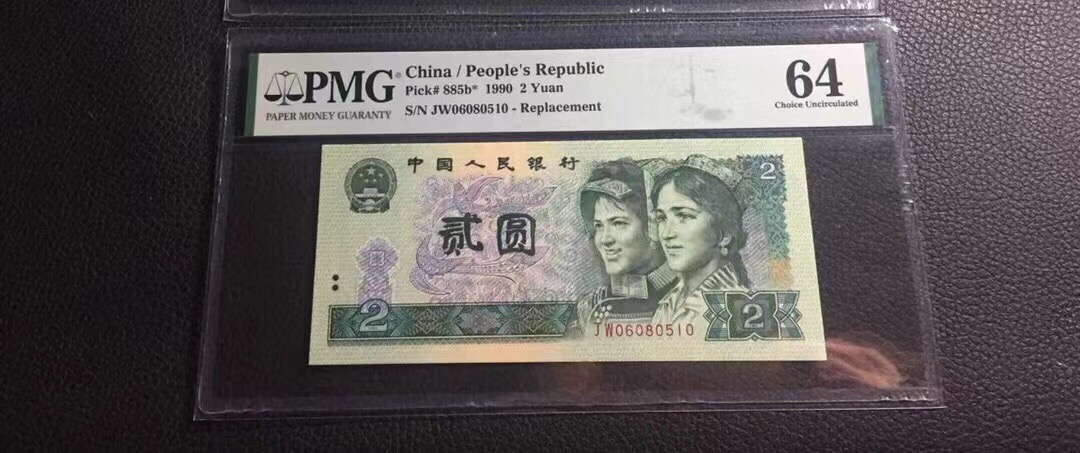 PMG
PAPER MONEY GUARANTY
China / People's Republic
Pick# 885b* 1990 2 Yuan
S/N JW06080510 - Replacement
64
Choice Uncirculated
中国人民银行
2
贰圆
2
JW06080510
2